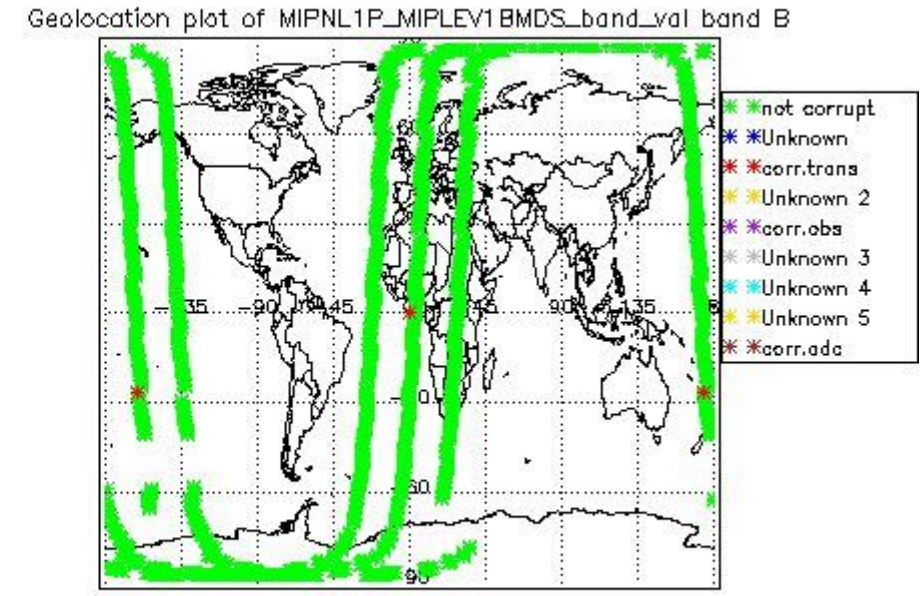 Geolocation plot of MIPNL1P_MIPLEV1BMDS_band_val band B
not corrupt
Unknown
corr.trans
Unknown 2
corr.obs
Unknown 3
Unknown 4
Unknown 5
corr.adc
60
-135 -90 -45 45 90 135
-60
90